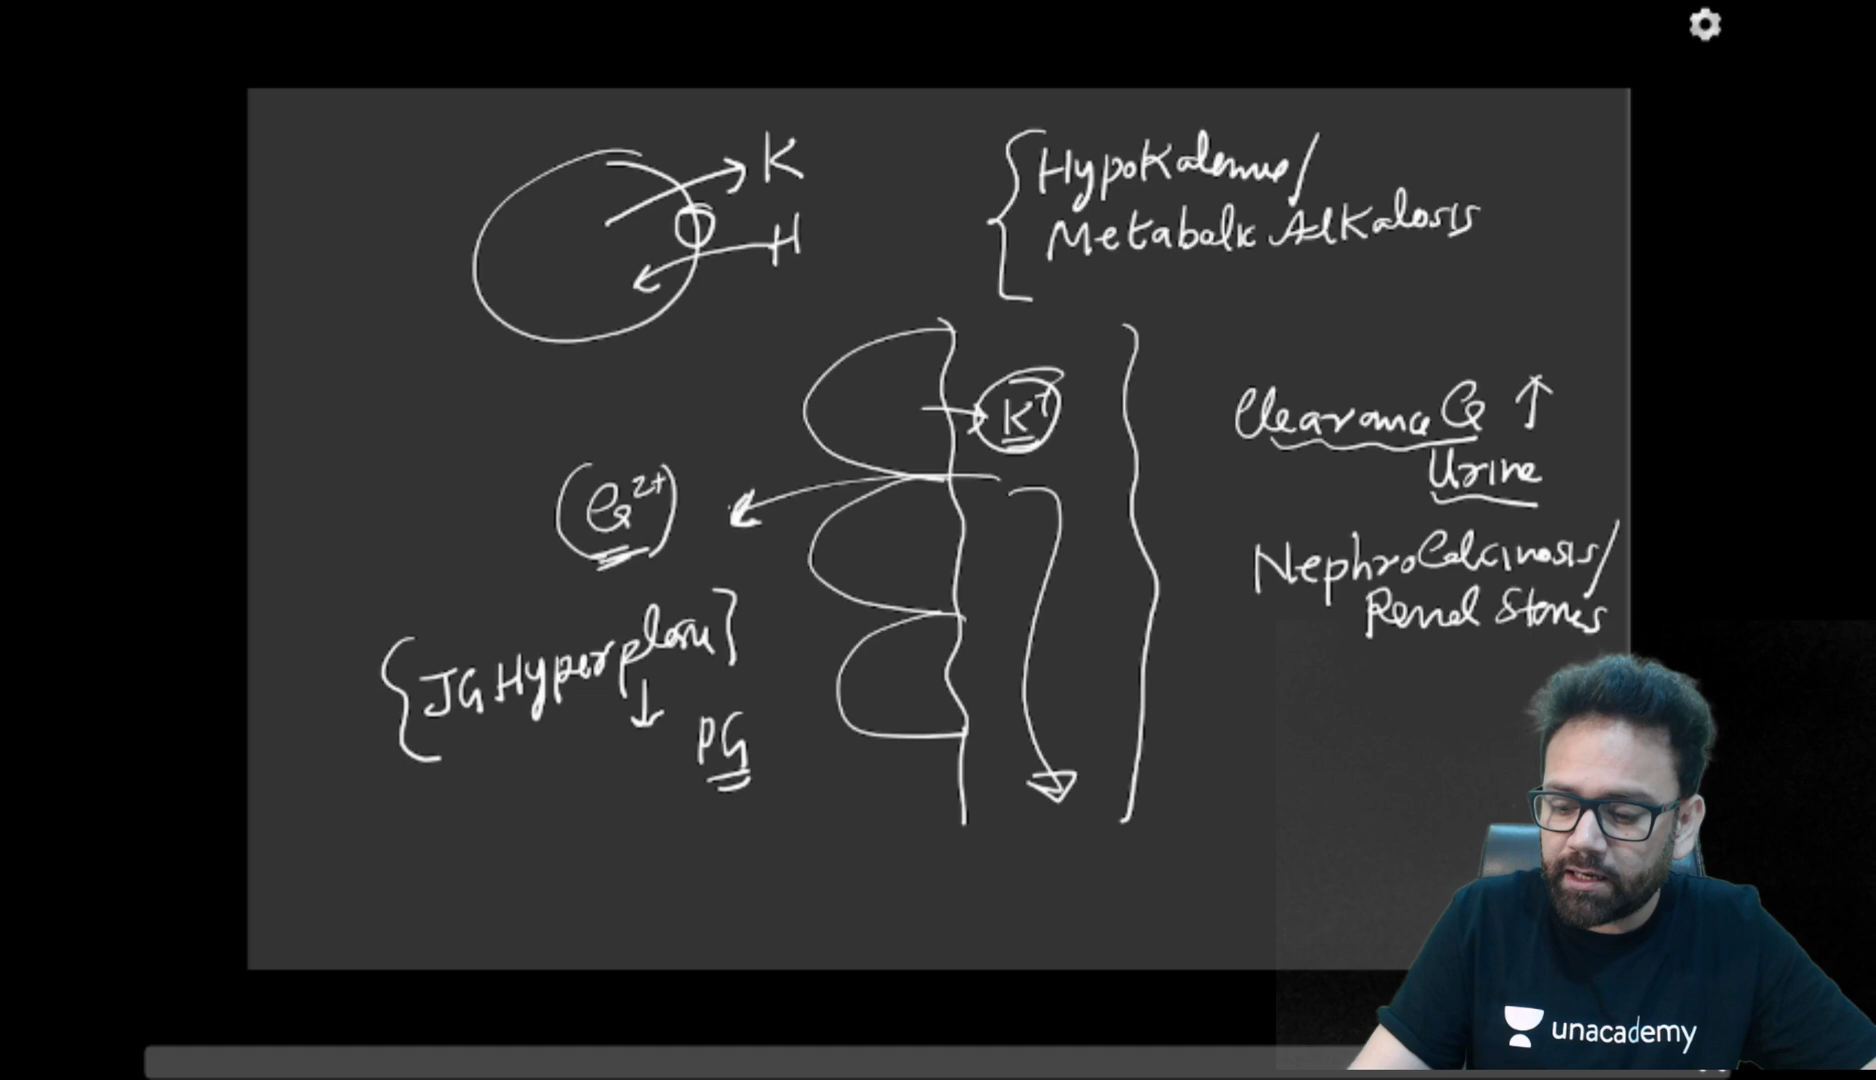 K
H
HypoKalemia/
Metabolic Alkalosis
K+
Clearance Ca ↑
Urine
Ca2+
Nephrocalcinosis/
Renal Stones
JG Hyperplasia
↓
PG
unacademy